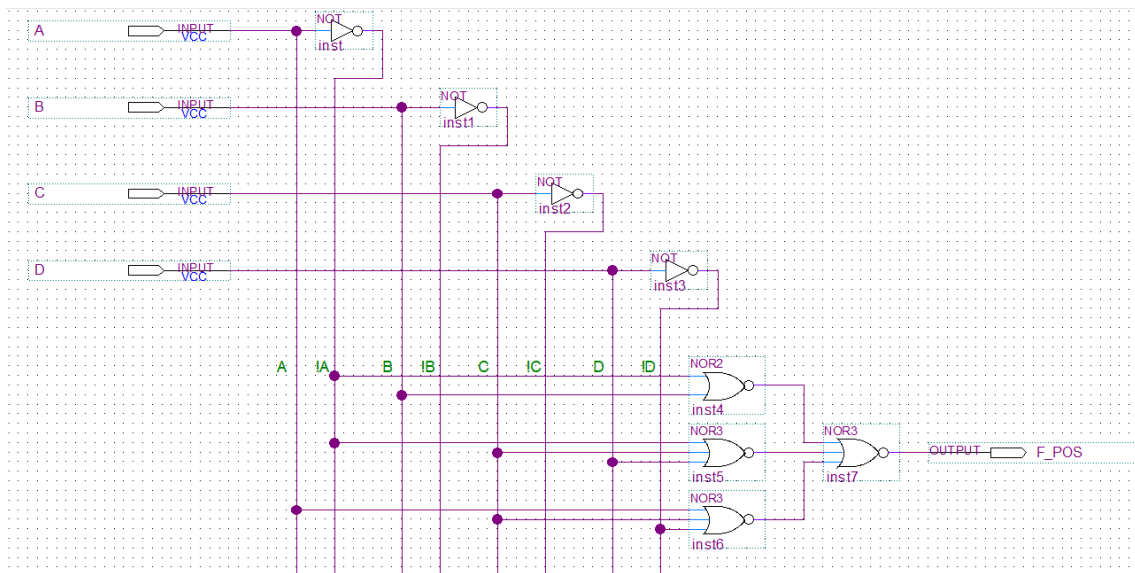 A INPUT VCC NOT inst
B INPUT VCC NOT inst1
C INPUT VCC NOT inst2
D INPUT VCC NOT inst3
A !A B !B C !C D !D
NOR2
inst4
NOR3
inst5
NOR3
inst6
NOR3
inst7
OUTPUT F_POS